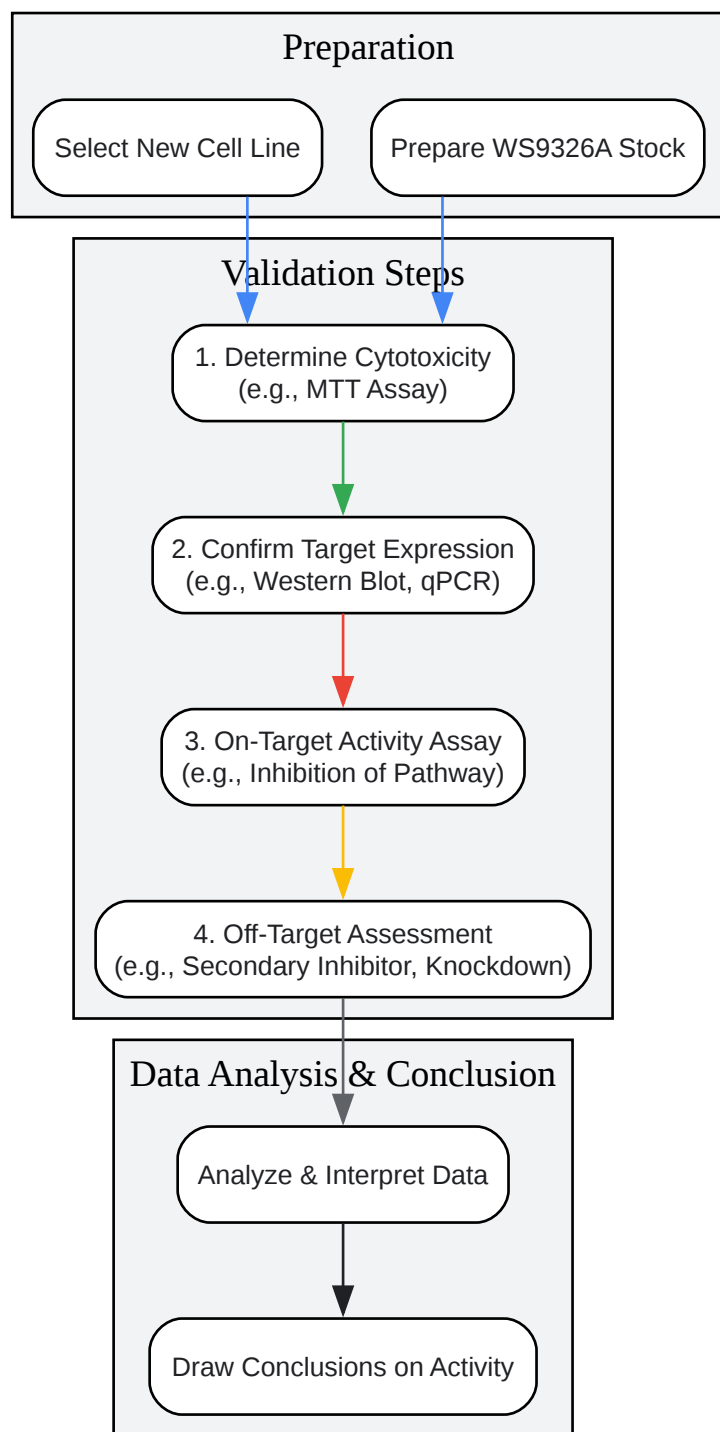 Preparation
Select New Cell Line
Prepare WS9326A Stock
Validation Steps
1. Determine Cytotoxicity
(e.g., MTT Assay)
2. Confirm Target Expression
(e.g., Western Blot, qPCR)
3. On-Target Activity Assay
(e.g., Inhibition of Pathway)
4. Off-Target Assessment
(e.g., Secondary Inhibitor, Knockdown)
Data Analysis & Conclusion
Analyze & Interpret Data
Draw Conclusions on Activity